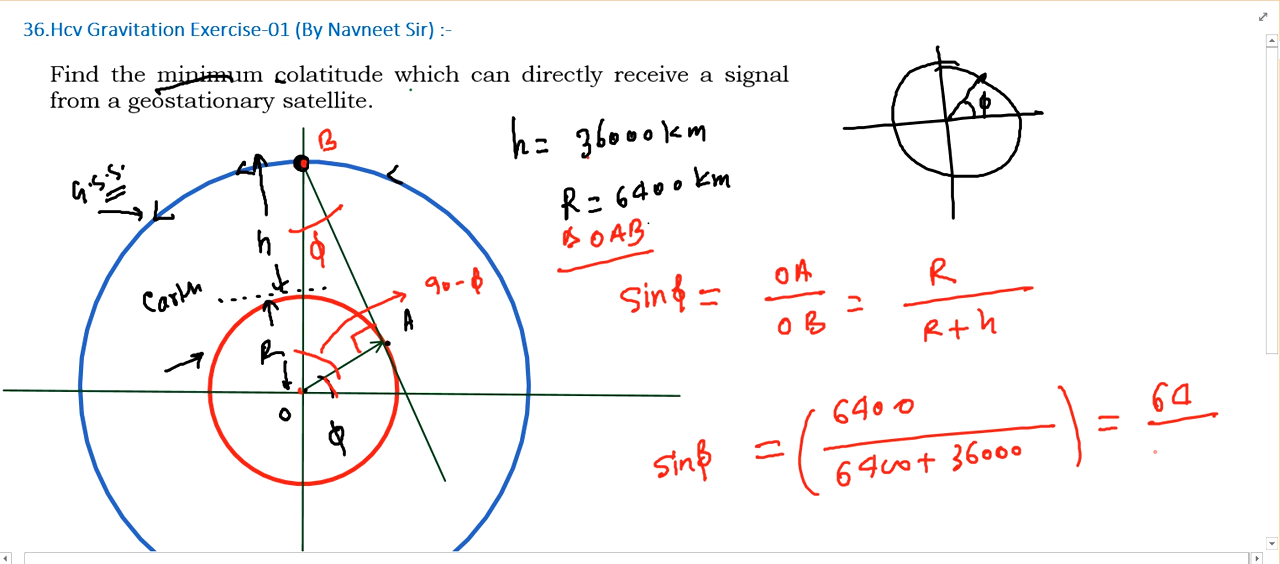 36.Hcv Gravitation Exercise-01 (By Navneet Sir) :-
Find the minimum colatitude which can directly receive a signal
from a geostationary satellite.
h = 36000 km
R = 6400 km
Δ OAB
sinϕ = OA / OB = R / R + h
sinϕ = ( 6400 / 6400 + 36000 ) = 64
ϕ
B
G.S.S.
h
ϕ
90-ϕ
Earth
A
R
O
ϕ